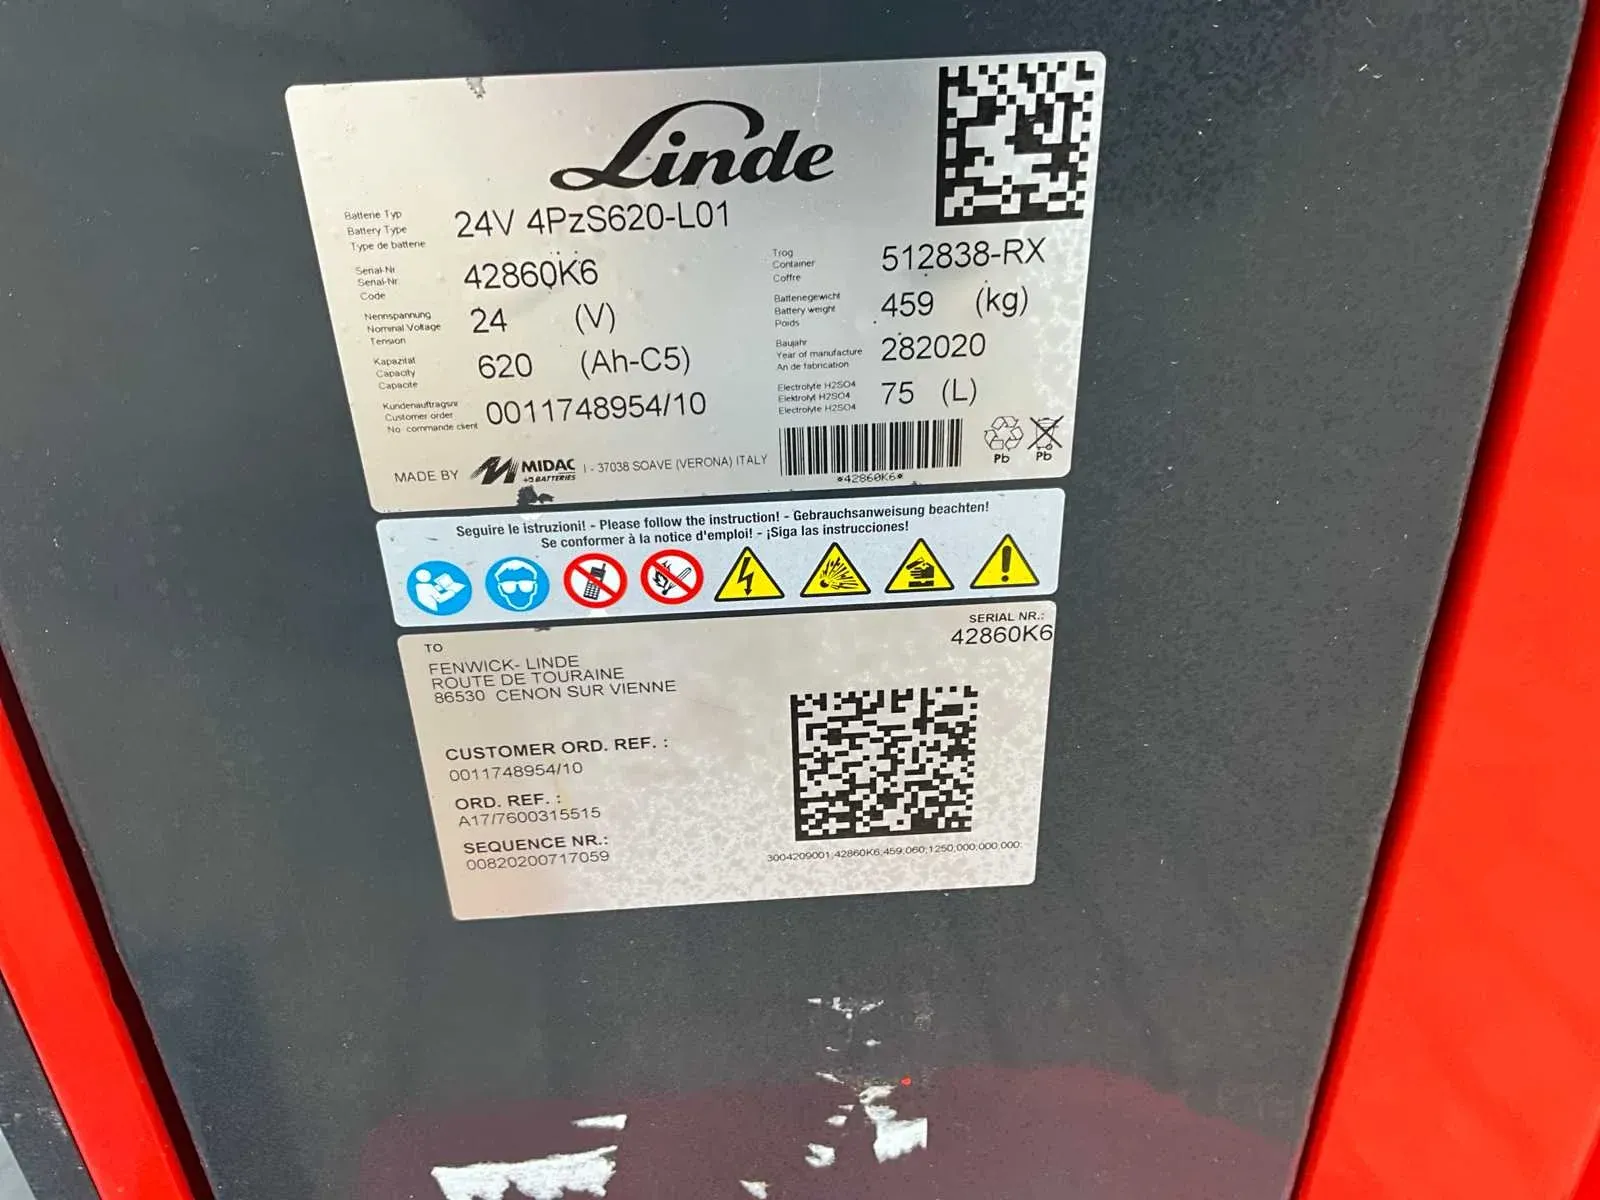 Linde
Batterie Typ
Battery Type
Type de batterie
24V 4PzS620-L01
Serial-Nr
Serial-Nr.
Code
42860K6
Trog
Container
Coffre
512838-RX
Nennspannung
Nominal Voltage
Tension
24 (V)
Batteriegewicht
Battery weight
Poids
459 (kg)
Kapazität
Capacity
Capacite
620 (Ah-C5)
Baujahr
Year of manufacture
An de fabrication
282020
Kundenauftragsnr
Customer order
No. commande client
0011748954/10
Electrolyte H2SO4
Elektrolyt H2SO4
Electrolyte H2SO4
75 (L)
MADE BY MIDAC BATTERIES I - 37038 SOAVE (VERONA) ITALY
*42860K6*
Pb Pb
Seguire le istruzioni! - Please follow the instruction! - Gebrauchsanweisung beachten!
Se conformer à la notice d'emploi! - ¡Siga las instrucciones!
TO
FENWICK- LINDE
ROUTE DE TOURAINE
86530 CENON SUR VIENNE
SERIAL NR.:
42860K6
CUSTOMER ORD. REF. :
0011748954/10
ORD. REF. :
A17/7600315515
SEQUENCE NR.:
00820200717059
3004209001;42860K6;459;060;1250;000;000;000;